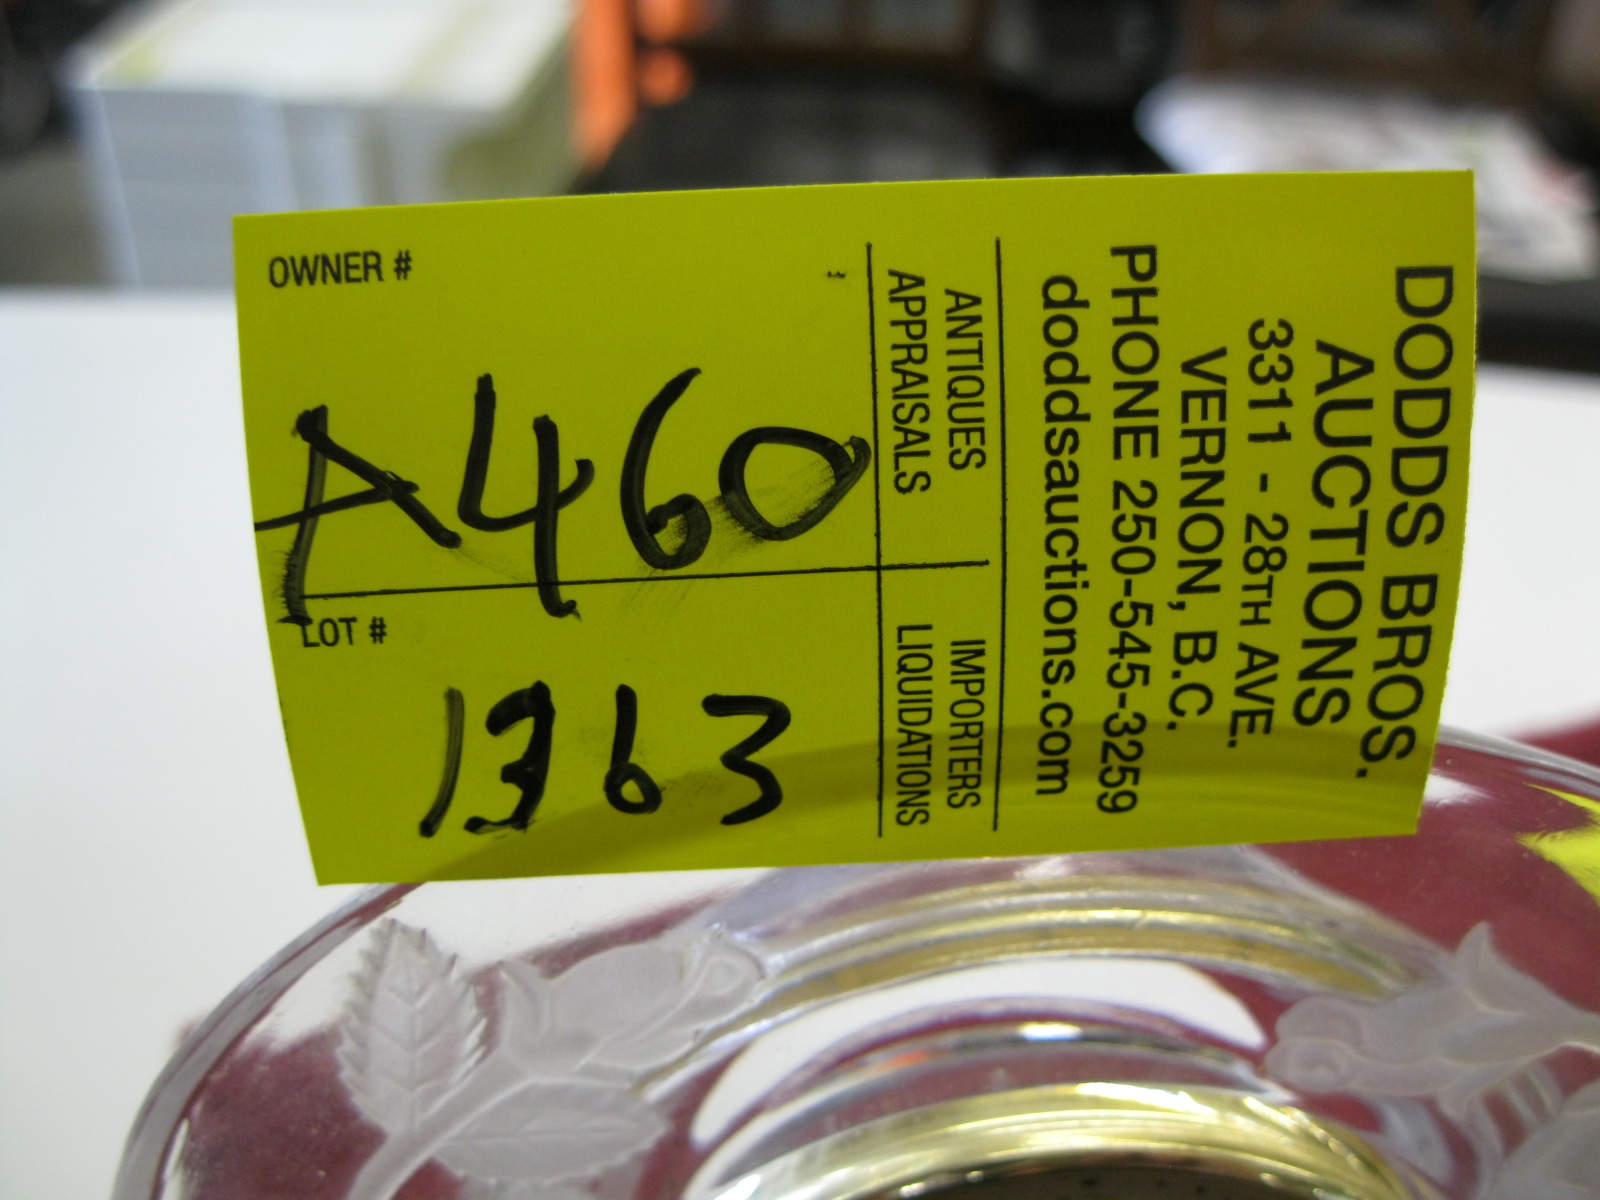 DODDS BROS.
AUCTIONS
3311 - 28TH AVE.
VERNON, B.C.
PHONE 250-545-3259
doddsauctions.com
ANTIQUES IMPORTERS
APPRAISALS LIQUIDATIONS
OWNER #
A460
LOT #
1363